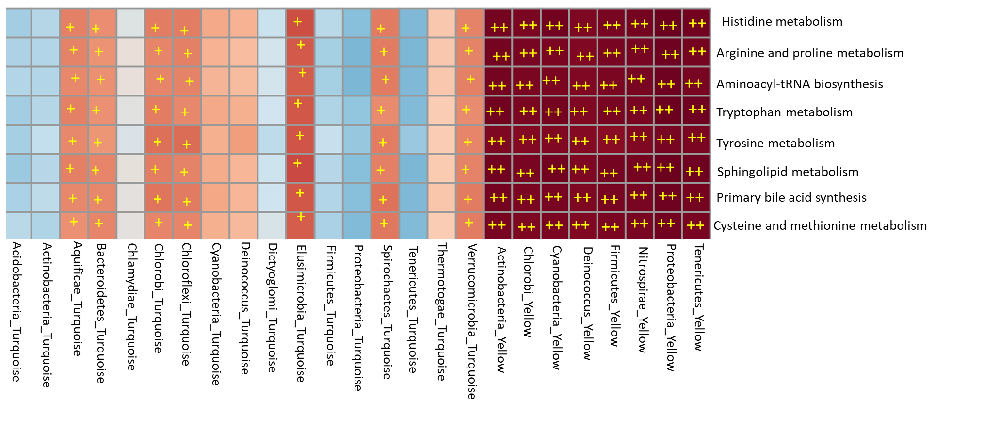 + + + + + + + ++ ++ ++ ++ ++ ++ ++ ++ Histidine metabolism
+ + + + + + + ++ ++ ++ ++ ++ ++ ++ ++ Arginine and proline metabolism
+ + + + + + + ++ ++ ++ ++ ++ ++ ++ ++ Aminoacyl-tRNA biosynthesis
+ + + + + + + ++ ++ ++ ++ ++ ++ ++ ++ Tryptophan metabolism
+ + + + + + + ++ ++ ++ ++ ++ ++ ++ ++ Tyrosine metabolism
+ + + + + + + ++ ++ ++ ++ ++ ++ ++ ++ Sphingolipid metabolism
+ + + + + + + ++ ++ ++ ++ ++ ++ ++ ++ Primary bile acid synthesis
+ + + + + + + ++ ++ ++ ++ ++ ++ ++ ++ Cysteine and methionine metabolism
Acidobacteria_Turquoise
Actinobacteria_Turquoise
Aquificae_Turquoise
Bacteroidetes_Turquoise
Chlamydiae_Turquoise
Chlorobi_Turquoise
Chloroflexi_Turquoise
Cyanobacteria_Turquoise
Deinococcus_Turquoise
Dictyoglomi_Turquoise
Elusimicrobia_Turquoise
Firmicutes_Turquoise
Proteobacteria_Turquoise
Spirochaetes_Turquoise
Tenericutes_Turquoise
Thermotogae_Turquoise
Verrucomicrobia_Turquoise
Actinobacteria_Yellow
Chlorobi_Yellow
Cyanobacteria_Yellow
Deinococcus_Yellow
Firmicutes_Yellow
Nitrospirae_Yellow
Proteobacteria_Yellow
Tenericutes_Yellow